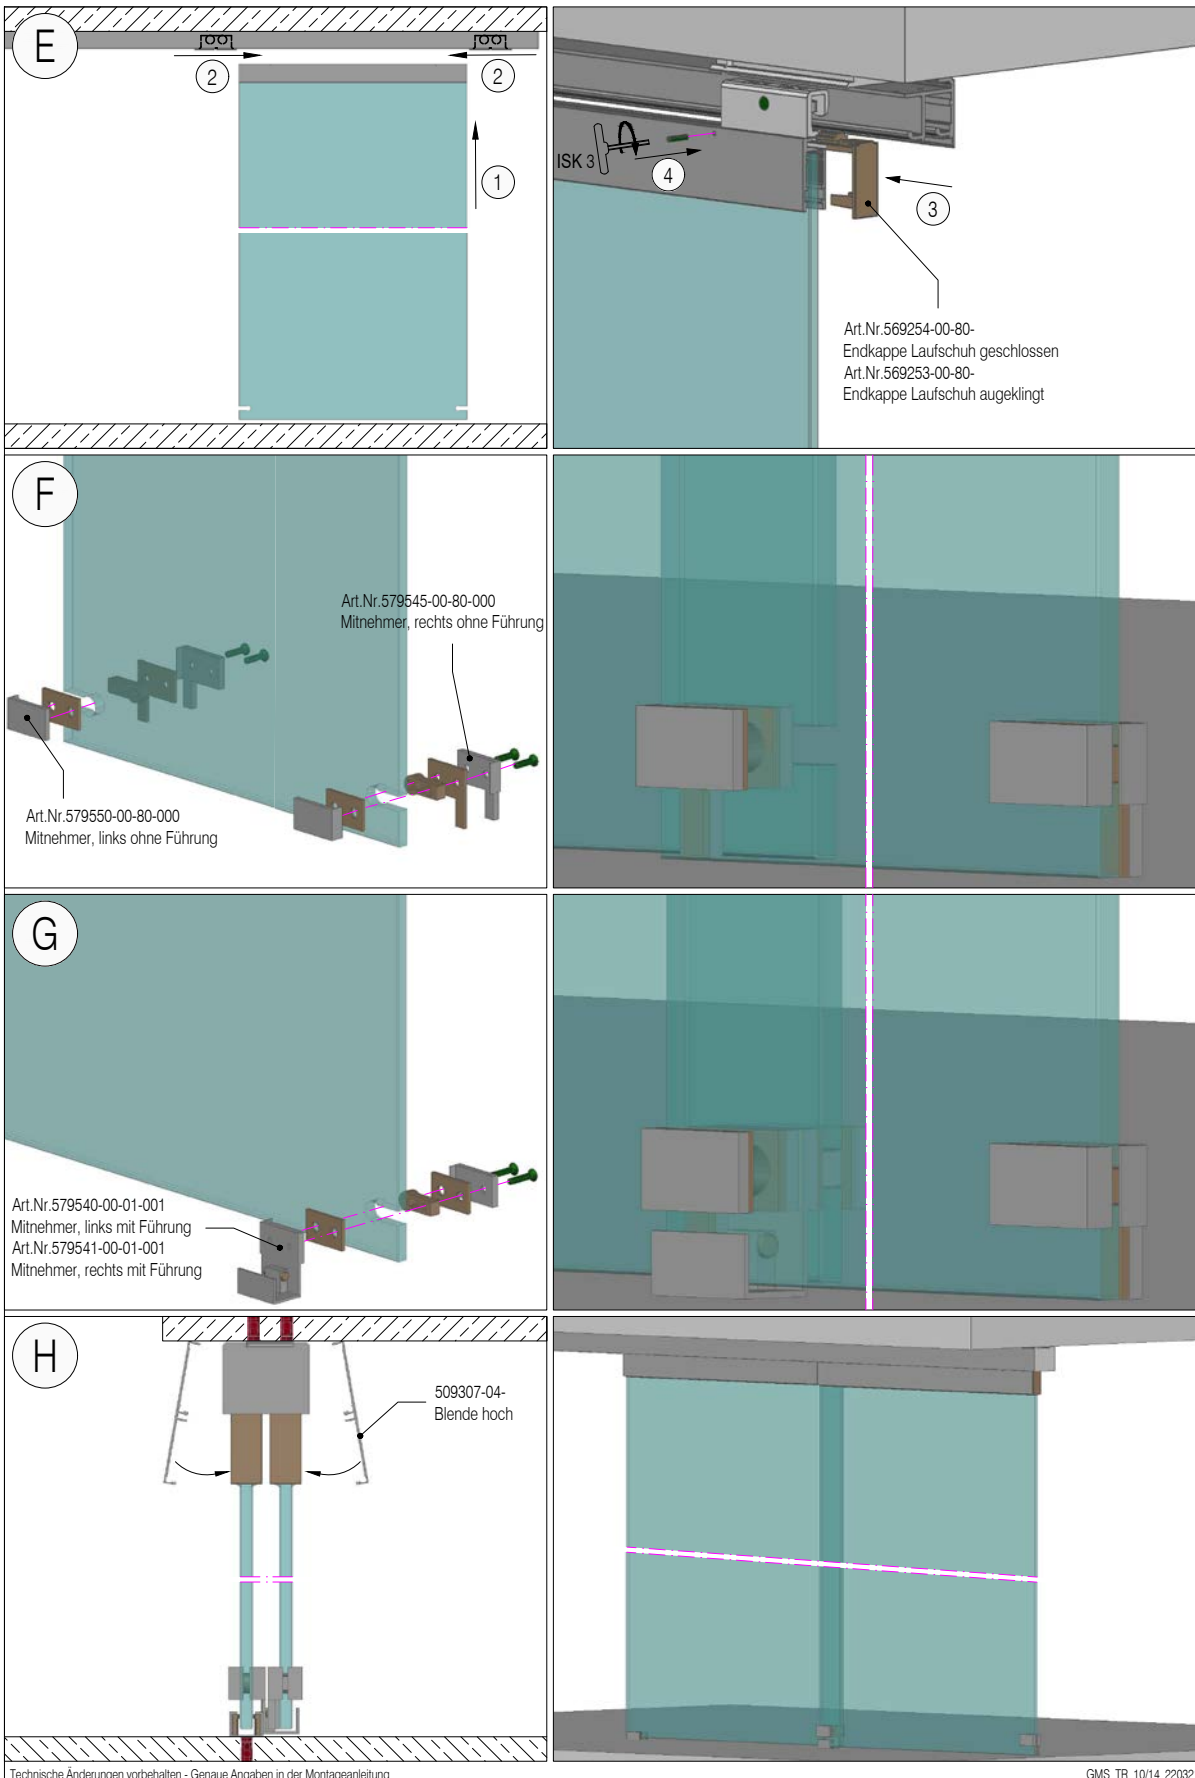 E
2
2
1
ISK 3
4
3
Art.Nr.569254-00-80-
Endkappe Laufschuh geschlossen
Art.Nr.569253-00-80-
Endkappe Laufschuh augeklingt
F
Art.Nr.579545-00-80-000
Mitnehmer, rechts ohne Führung
Art.Nr.579550-00-80-000
Mitnehmer, links ohne Führung
G
Art.Nr.579540-00-01-001
Mitnehmer, links mit Führung
Art.Nr.579541-00-01-001
Mitnehmer, rechts mit Führung
H
509307-04-
Blende hoch
Technische Änderungen vorbehalten - Genaue Angaben in der Montageanleitung
GMS_TR_10/14_22032